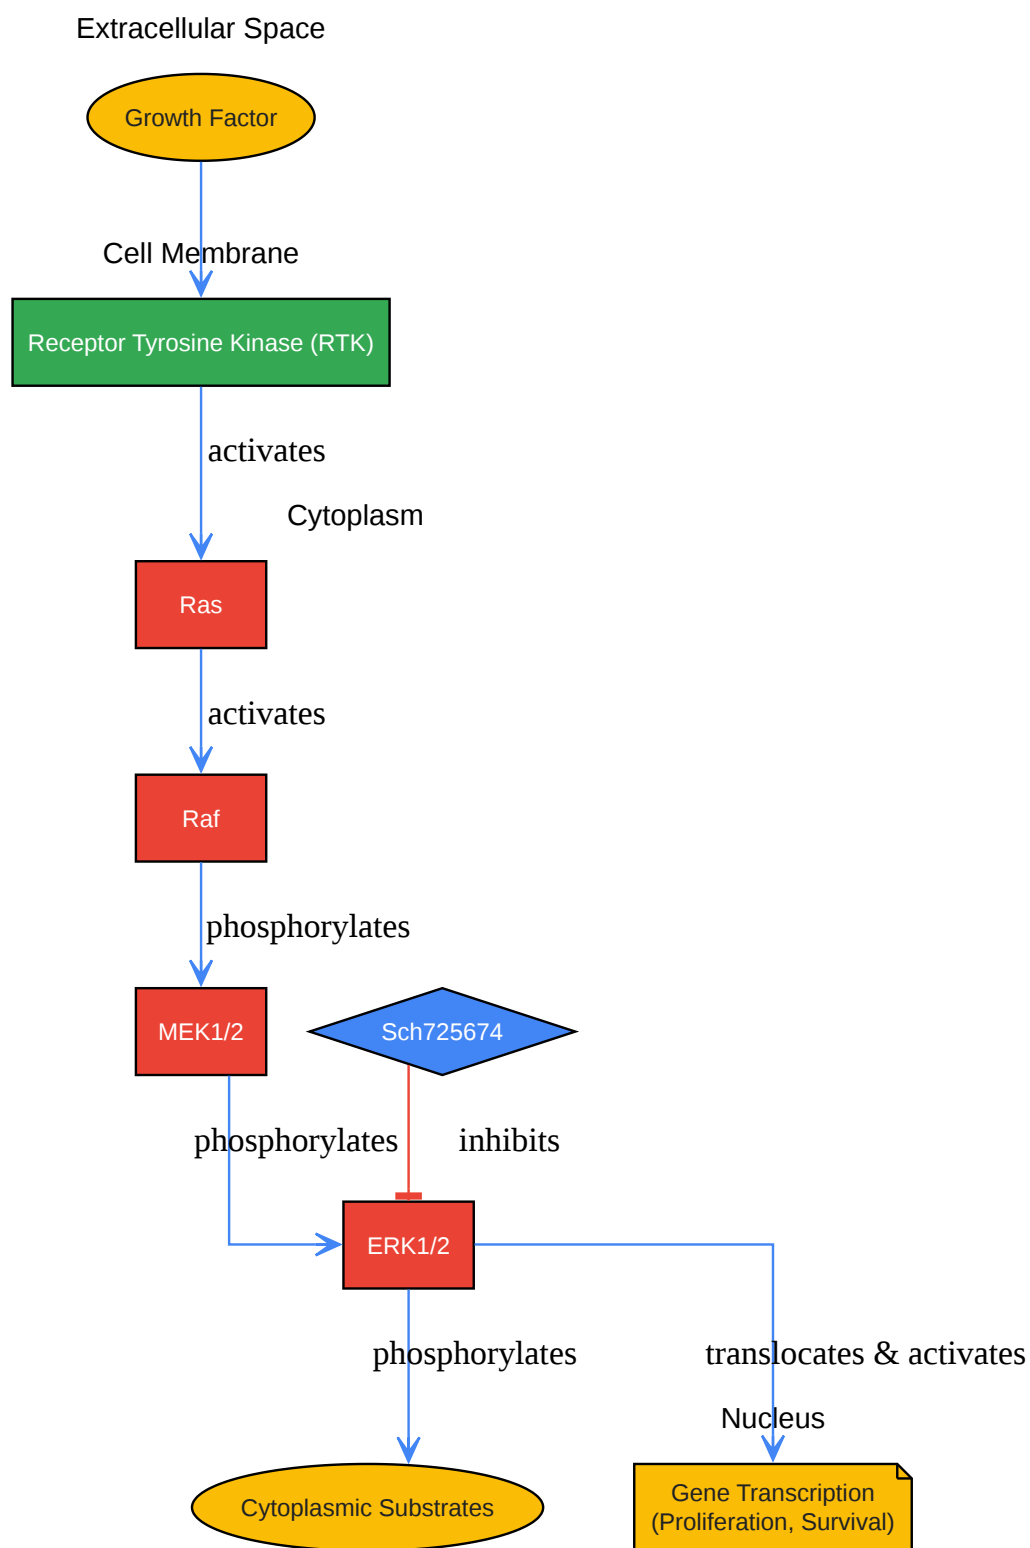 Extracellular Space
Growth Factor
Cell Membrane
Receptor Tyrosine Kinase (RTK)
activates
Cytoplasm
Ras
activates
Raf
phosphorylates
MEK1/2
Sch725674
phosphorylates
inhibits
ERK1/2
phosphorylates
translocates & activates
Nucleus
Cytoplasmic Substrates
Gene Transcription
(Proliferation, Survival)